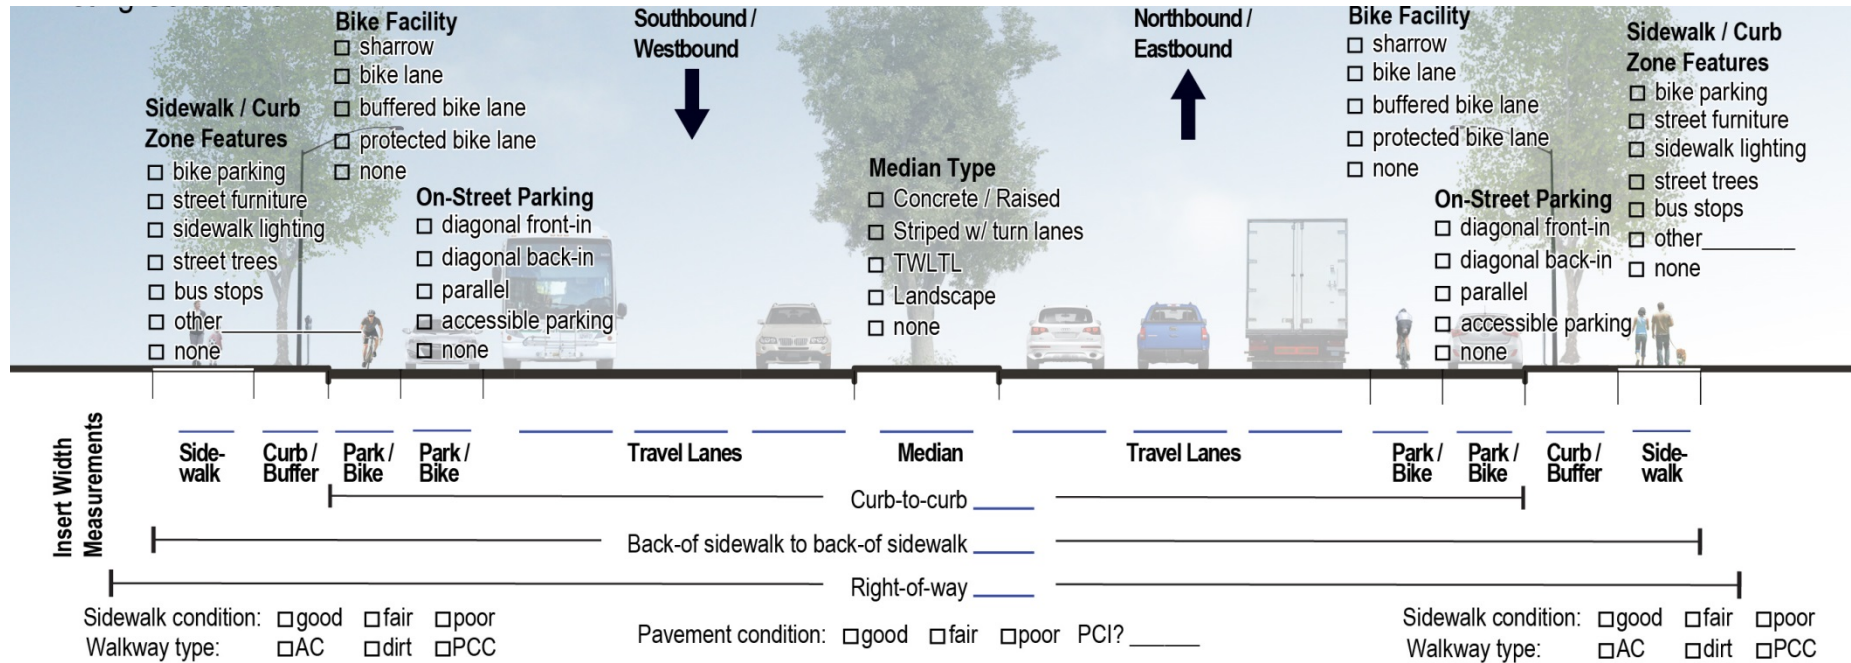 Bike Facility
☐ sharrow
☐ bike lane
☐ buffered bike lane
☐ protected bike lane
☐ none
Southbound /
Westbound
Northbound /
Eastbound
Bike Facility
☐ sharrow
☐ bike lane
☐ buffered bike lane
☐ protected bike lane
☐ none
Sidewalk / Curb
Zone Features
☐ bike parking
☐ street furniture
☐ sidewalk lighting
☐ street trees
☐ bus stops
☐ other________
☐ none
Sidewalk / Curb
Zone Features
☐ bike parking
☐ street furniture
☐ sidewalk lighting
☐ street trees
☐ bus stops
☐ other____________
☐ none
On-Street Parking
☐ diagonal front-in
☐ diagonal back-in
☐ parallel
☐ accessible parking
☐ none
Median Type
☐ Concrete / Raised
☐ Striped w/ turn lanes
☐ TWLTL
☐ Landscape
☐ none
On-Street Parking
☐ diagonal front-in
☐ diagonal back-in
☐ parallel
☐ accessible parking
☐ none
Insert Width
Measurements
Side-
walk
Curb /
Buffer
Park /
Bike
Park /
Bike
Travel Lanes
Median
Travel Lanes
Park /
Bike
Park /
Bike
Curb /
Buffer
Side-
walk
Curb-to-curb _____
Back-of sidewalk to back-of sidewalk _____
Right-of-way _____
Sidewalk condition: ☐good ☐fair ☐poor
Walkway type: ☐AC ☐dirt ☐PCC
Pavement condition: ☐good ☐fair ☐poor PCI? ______
Sidewalk condition: ☐good ☐fair ☐poor
Walkway type: ☐AC ☐dirt ☐PCC